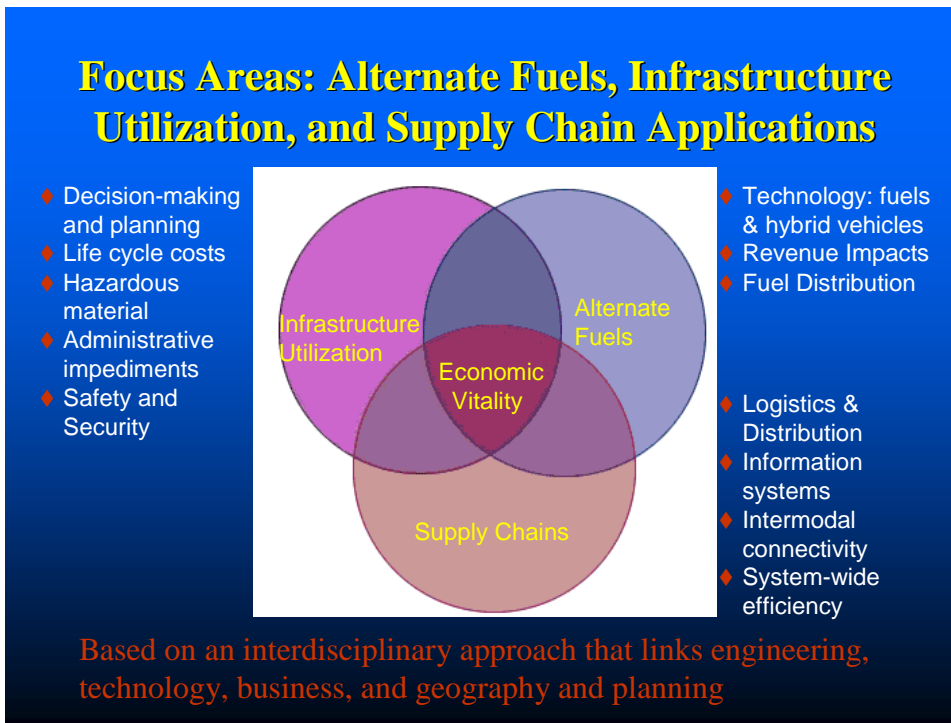 Focus Areas: Alternate Fuels, Infrastructure
Utilization, and Supply Chain Applications
♦ Decision-making
and planning
♦ Life cycle costs
♦ Hazardous
material
♦ Administrative
impediments
♦ Safety and
Security
Infrastructure
Utilization
Alternate
Fuels
Economic
Vitality
Supply Chains
♦ Technology: fuels
& hybrid vehicles
♦ Revenue Impacts
♦ Fuel Distribution
♦ Logistics &
Distribution
♦ Information
systems
♦ Intermodal
connectivity
♦ System-wide
efficiency
Based on an interdisciplinary approach that links engineering,
technology, business, and geography and planning